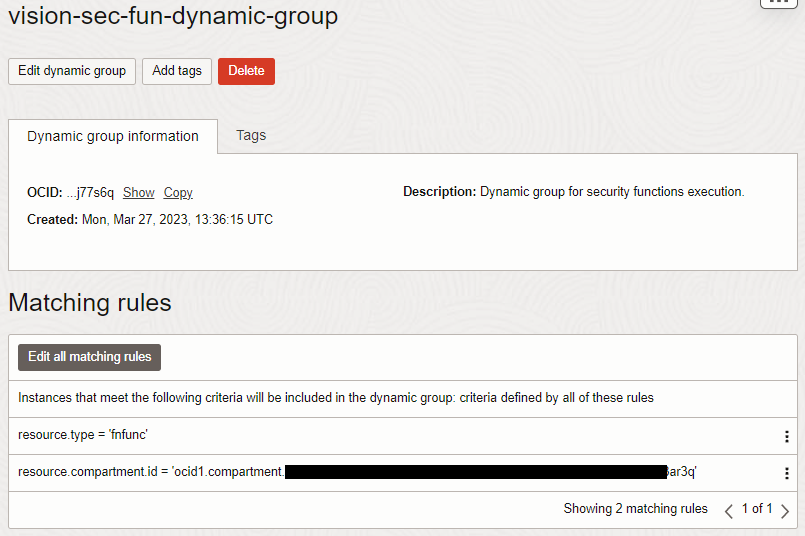 vision-sec-fun-dynamic-group
Edit dynamic group Add tags Delete
Dynamic group information Tags
OCID: ...j77s6q Show Copy Description: Dynamic group for security functions execution.
Created: Mon, Mar 27, 2023, 13:36:15 UTC
Matching rules
Edit all matching rules
Instances that meet the following criteria will be included in the dynamic group: criteria defined by all of these rules
resource.type = 'fnfunc'
resource.compartment.id = 'ocid1.compartment. ar3q'
Showing 2 matching rules 1 of 1